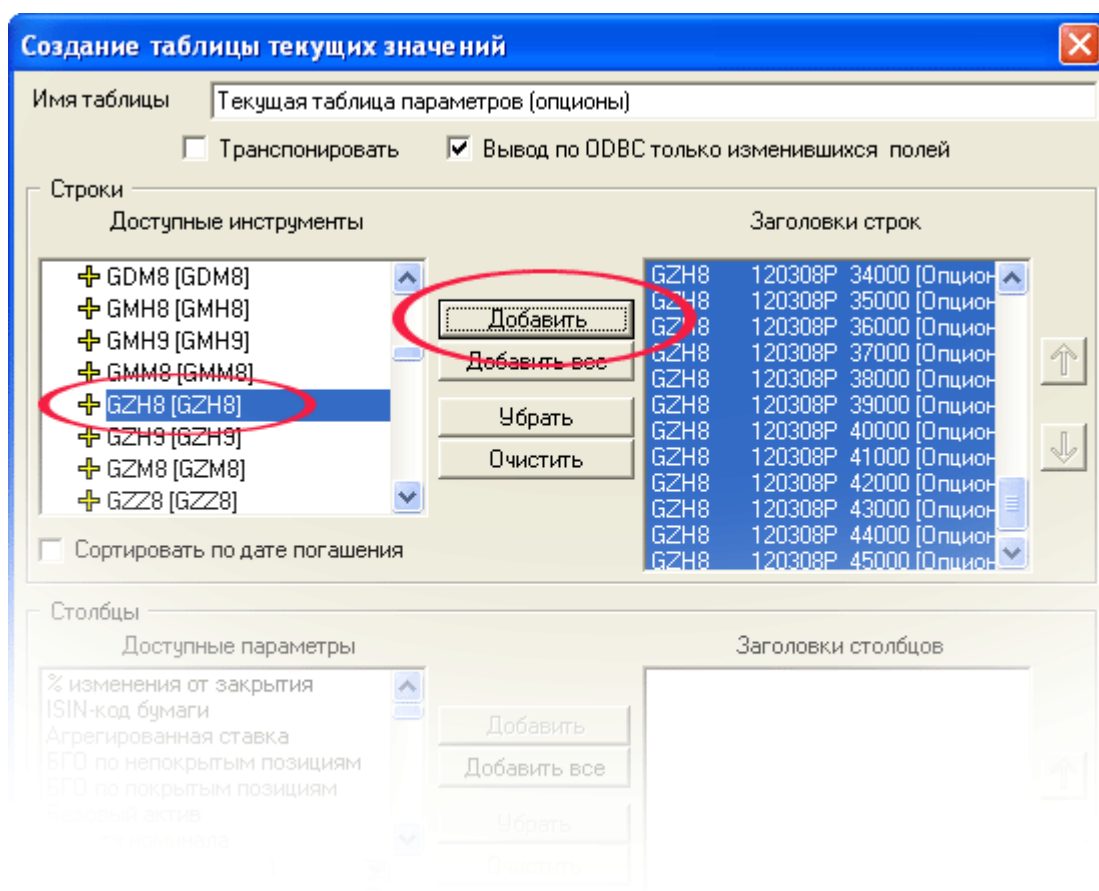 Создание таблицы текущих значений
Имя таблицы Текущая таблица параметров (опционы)
Транспонировать Вывод по ODBC только изменившихся полей
Строки
Доступные инструменты
GDM8 [GDM8]
GMH8 [GMH8]
GMH9 [GMH9]
GMM8 [GMM8]
GZH8 [GZH8]
GZH9 [GZH9]
GZM8 [GZM8]
GZZ8 [GZZ8]
Сортировать по дате погашения
Добавить
Добавить все
Убрать
Очистить
Заголовки строк
GZH8 120308P 34000 [Опцион
GZH8 120308P 35000 [Опцион
GZH8 120308P 36000 [Опцион
GZH8 120308P 37000 [Опцион
GZH8 120308P 38000 [Опцион
GZH8 120308P 39000 [Опцион
GZH8 120308P 40000 [Опцион
GZH8 120308P 41000 [Опцион
GZH8 120308P 42000 [Опцион
GZH8 120308P 43000 [Опцион
GZH8 120308P 44000 [Опцион
GZH8 120308P 45000 [Опцион
Столбцы
Доступные параметры
% изменения от закрытия
ISIN-код бумаги
Агрегированная ставка
БГО по непокрытым позициям
БГО по покрытым позициям
Базовый актив
номинала
Добавить
Добавить все
Убрать
Очистить
Заголовки столбцов